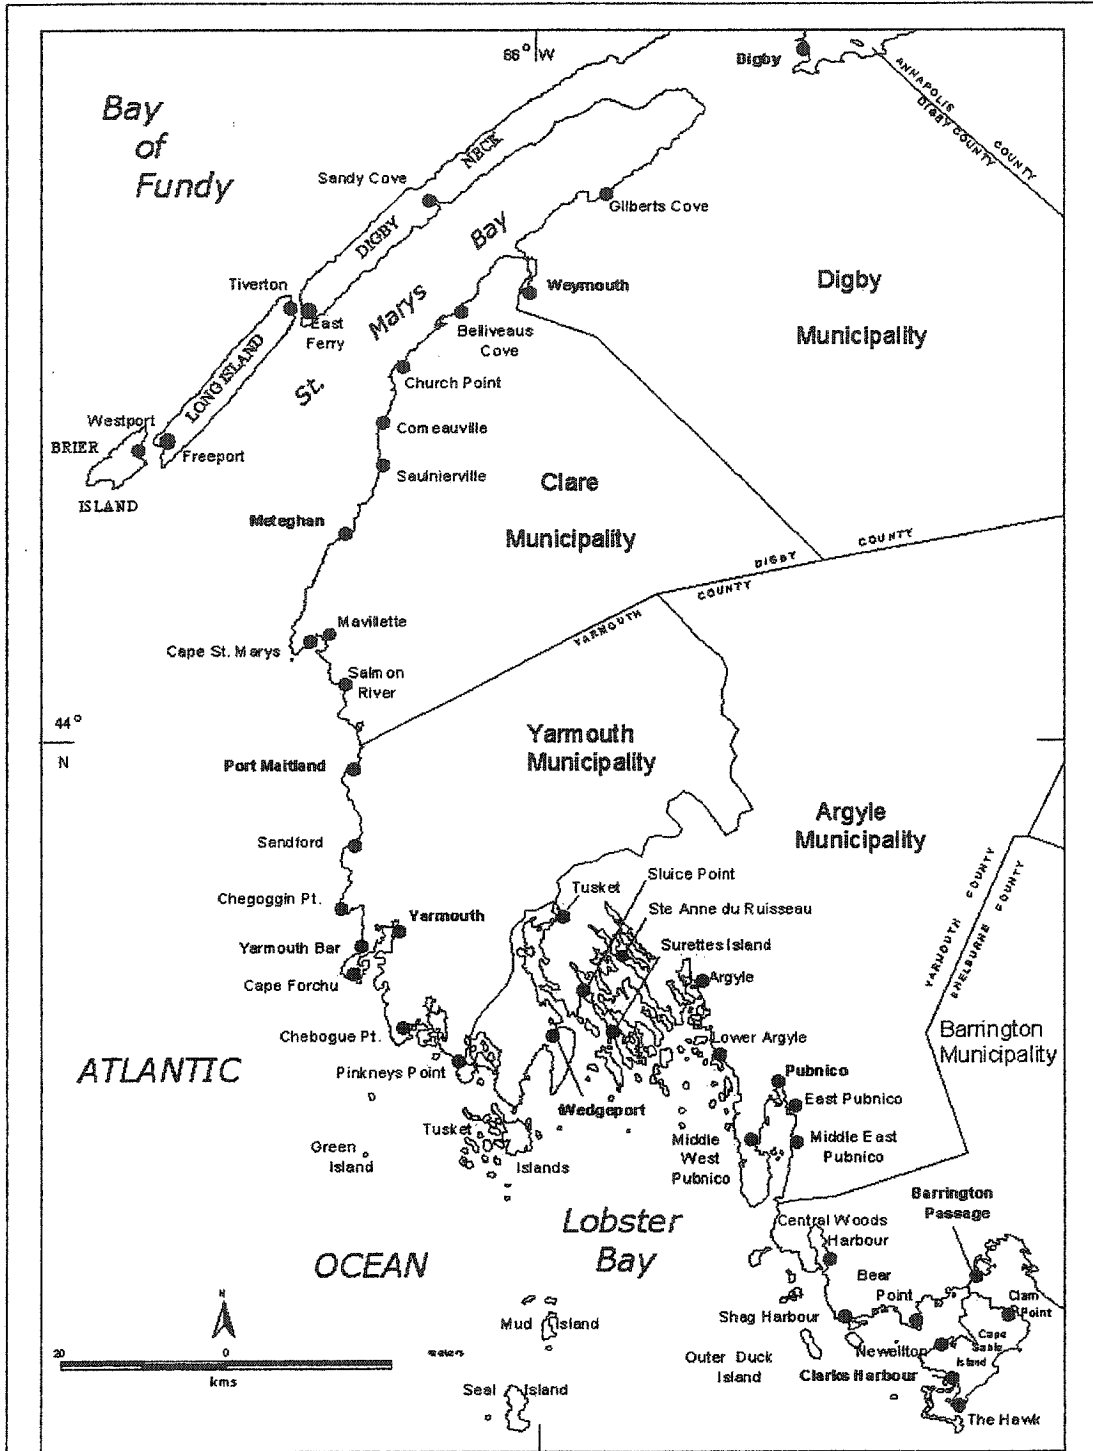 66° W
Digby
Bay
of
Fundy
ANNAPOLIS COUNTY
DIGBY COUNTY
NECK
Sandy Cove
Gilberts Cove
DIGBY
St. Marys Bay
Tiverton
Weymouth
Digby
Municipality
East
Ferry
Belliveaus
Cove
LONG ISLAND
Church Point
Westport
Comeauville
BRIER
ISLAND
Freeport
Saulnierville
Clare
Municipality
Meteghan
DIGBY COUNTY
YARMOUTH COUNTY
Mavillette
Cape St. Marys
Salmon
River
44°
N
Yarmouth
Municipality
Port Maitland
Argyle
Municipality
Sandford
Sluice Point
Tusket
Chegoggin Pt.
Ste Anne du Ruisseau
Yarmouth
Surettes Island
Yarmouth Bar
YARMOUTH COUNTY
SHELBURNE COUNTY
Cape Forchu
Argyle
Chebogue Pt.
Lower Argyle
Barrington
Municipality
ATLANTIC
Pinkneys Point
Pubnico
East Pubnico
Wedgeport
Tusket
Islands
Middle
West
Pubnico
Middle East
Pubnico
Green
Island
Barrington
Passage
Lobster
Bay
Central Woods
Harbour
OCEAN
Bear
Point
Clam
Point
N
Mud Island
Shag Harbour
Cape
Sable
Island
Newellton
20 0
kms
Outer Duck
Island
Clarks Harbour
Seal Island
The Hawk